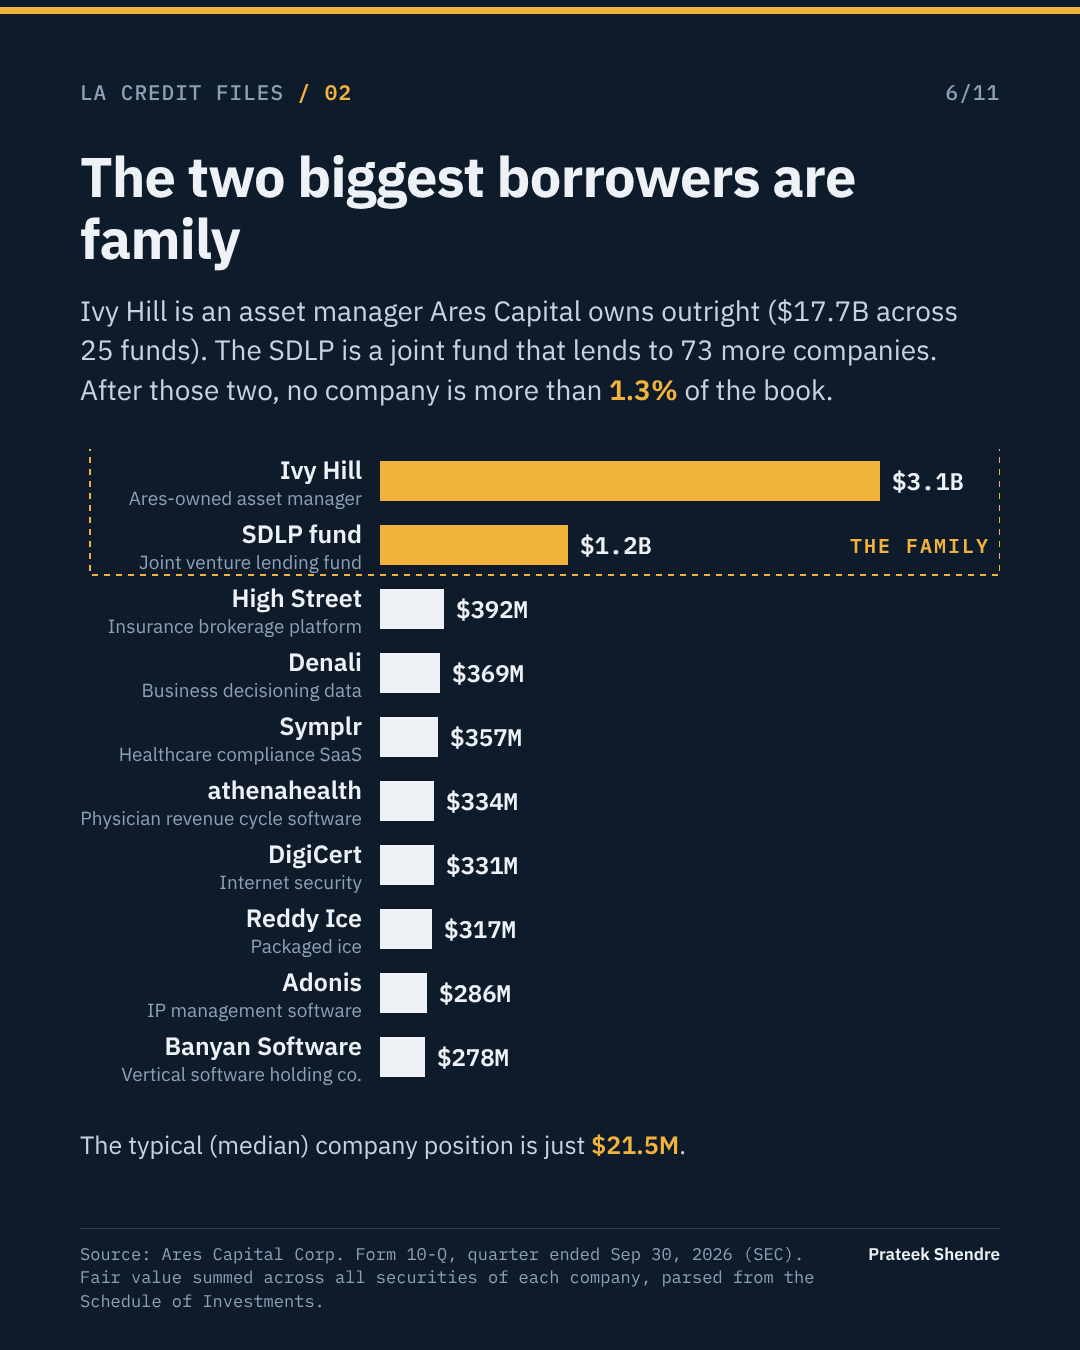 LA CREDIT FILES / 02
6/11
The two biggest borrowers are
family
Ivy Hill is an asset manager Ares Capital owns outright ($17.7B across
25 funds). The SDLP is a joint fund that lends to 73 more companies.
After those two, no company is more than 1.3% of the book.
Ivy Hill
Ares-owned asset manager
$3.1B
SDLP fund
Joint venture lending fund
$1.2B
THE FAMILY
High Street
Insurance brokerage platform
$392M
Denali
Business decisioning data
$369M
Symplr
Healthcare compliance SaaS
$357M
athenahealth
Physician revenue cycle software
$334M
DigiCert
Internet security
$331M
Reddy Ice
Packaged ice
$317M
Adonis
IP management software
$286M
Banyan Software
Vertical software holding co.
$278M
The typical (median) company position is just $21.5M.
Source: Ares Capital Corp. Form 10-Q, quarter ended Sep 30, 2026 (SEC).
Fair value summed across all securities of each company, parsed from the
Schedule of Investments.
Prateek Shendre